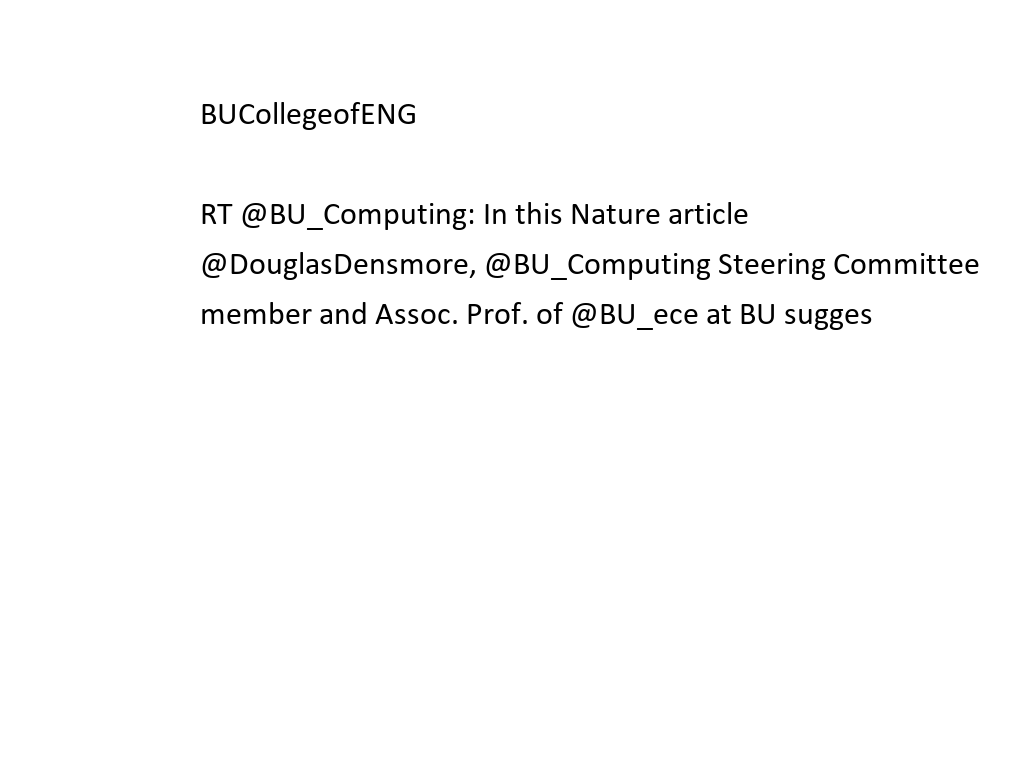 BUCollegeofENG
RT @BU_Computing: In this Nature article
@DouglasDensmore, @BU_Computing Steering Committee
member and Assoc. Prof. of @BU_ece at BU sugges